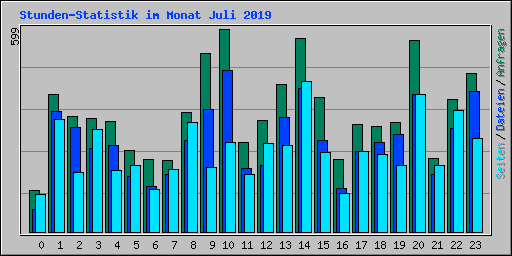 Stunden-Statistik im Monat Juli 2019
599
Seiten / Dateien / Anfragen
0 1 2 3 4 5 6 7 8 9 10 11 12 13 14 15 16 17 18 19 20 21 22 23